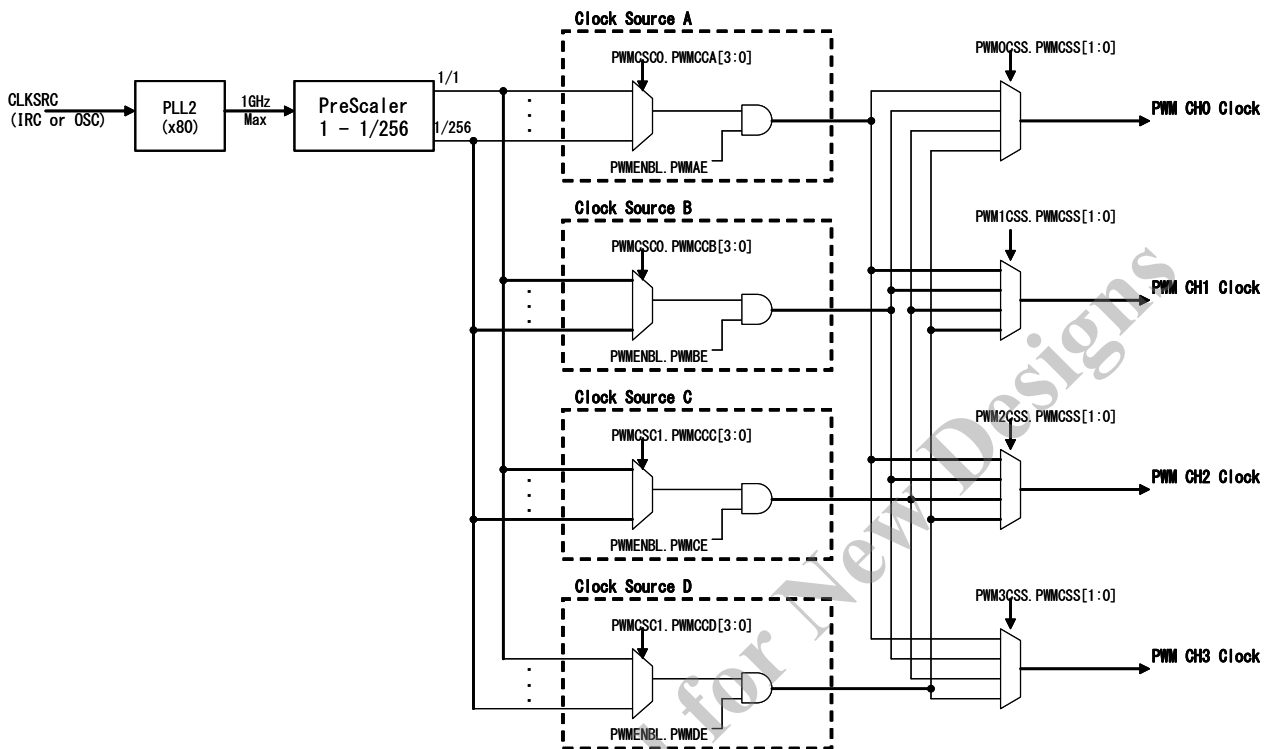 Clock Source A
PWMCSC0.PWMCCA[3:0]
PWM0CSS.PWMCSS[1:0]
CLKSRC
(IRC or OSC)
PLL2
(x80)
1GHz
Max
PreScaler
1 - 1/256
1/1
1/256
PWMENBL.PWMAE
PWM CH0 Clock
Clock Source B
PWMCSC0.PWMCCB[3:0]
PWM1CSS.PWMCSS[1:0]
PWMENBL.PWMBE
PWM CH1 Clock
Clock Source C
PWMCSC1.PWMCCC[3:0]
PWM2CSS.PWMCSS[1:0]
PWMENBL.PWMCE
PWM CH2 Clock
Clock Source D
PWMCSC1.PWMCCD[3:0]
PWM3CSS.PWMCSS[1:0]
PWMENBL.PWMDE
PWM CH3 Clock
for New Designs